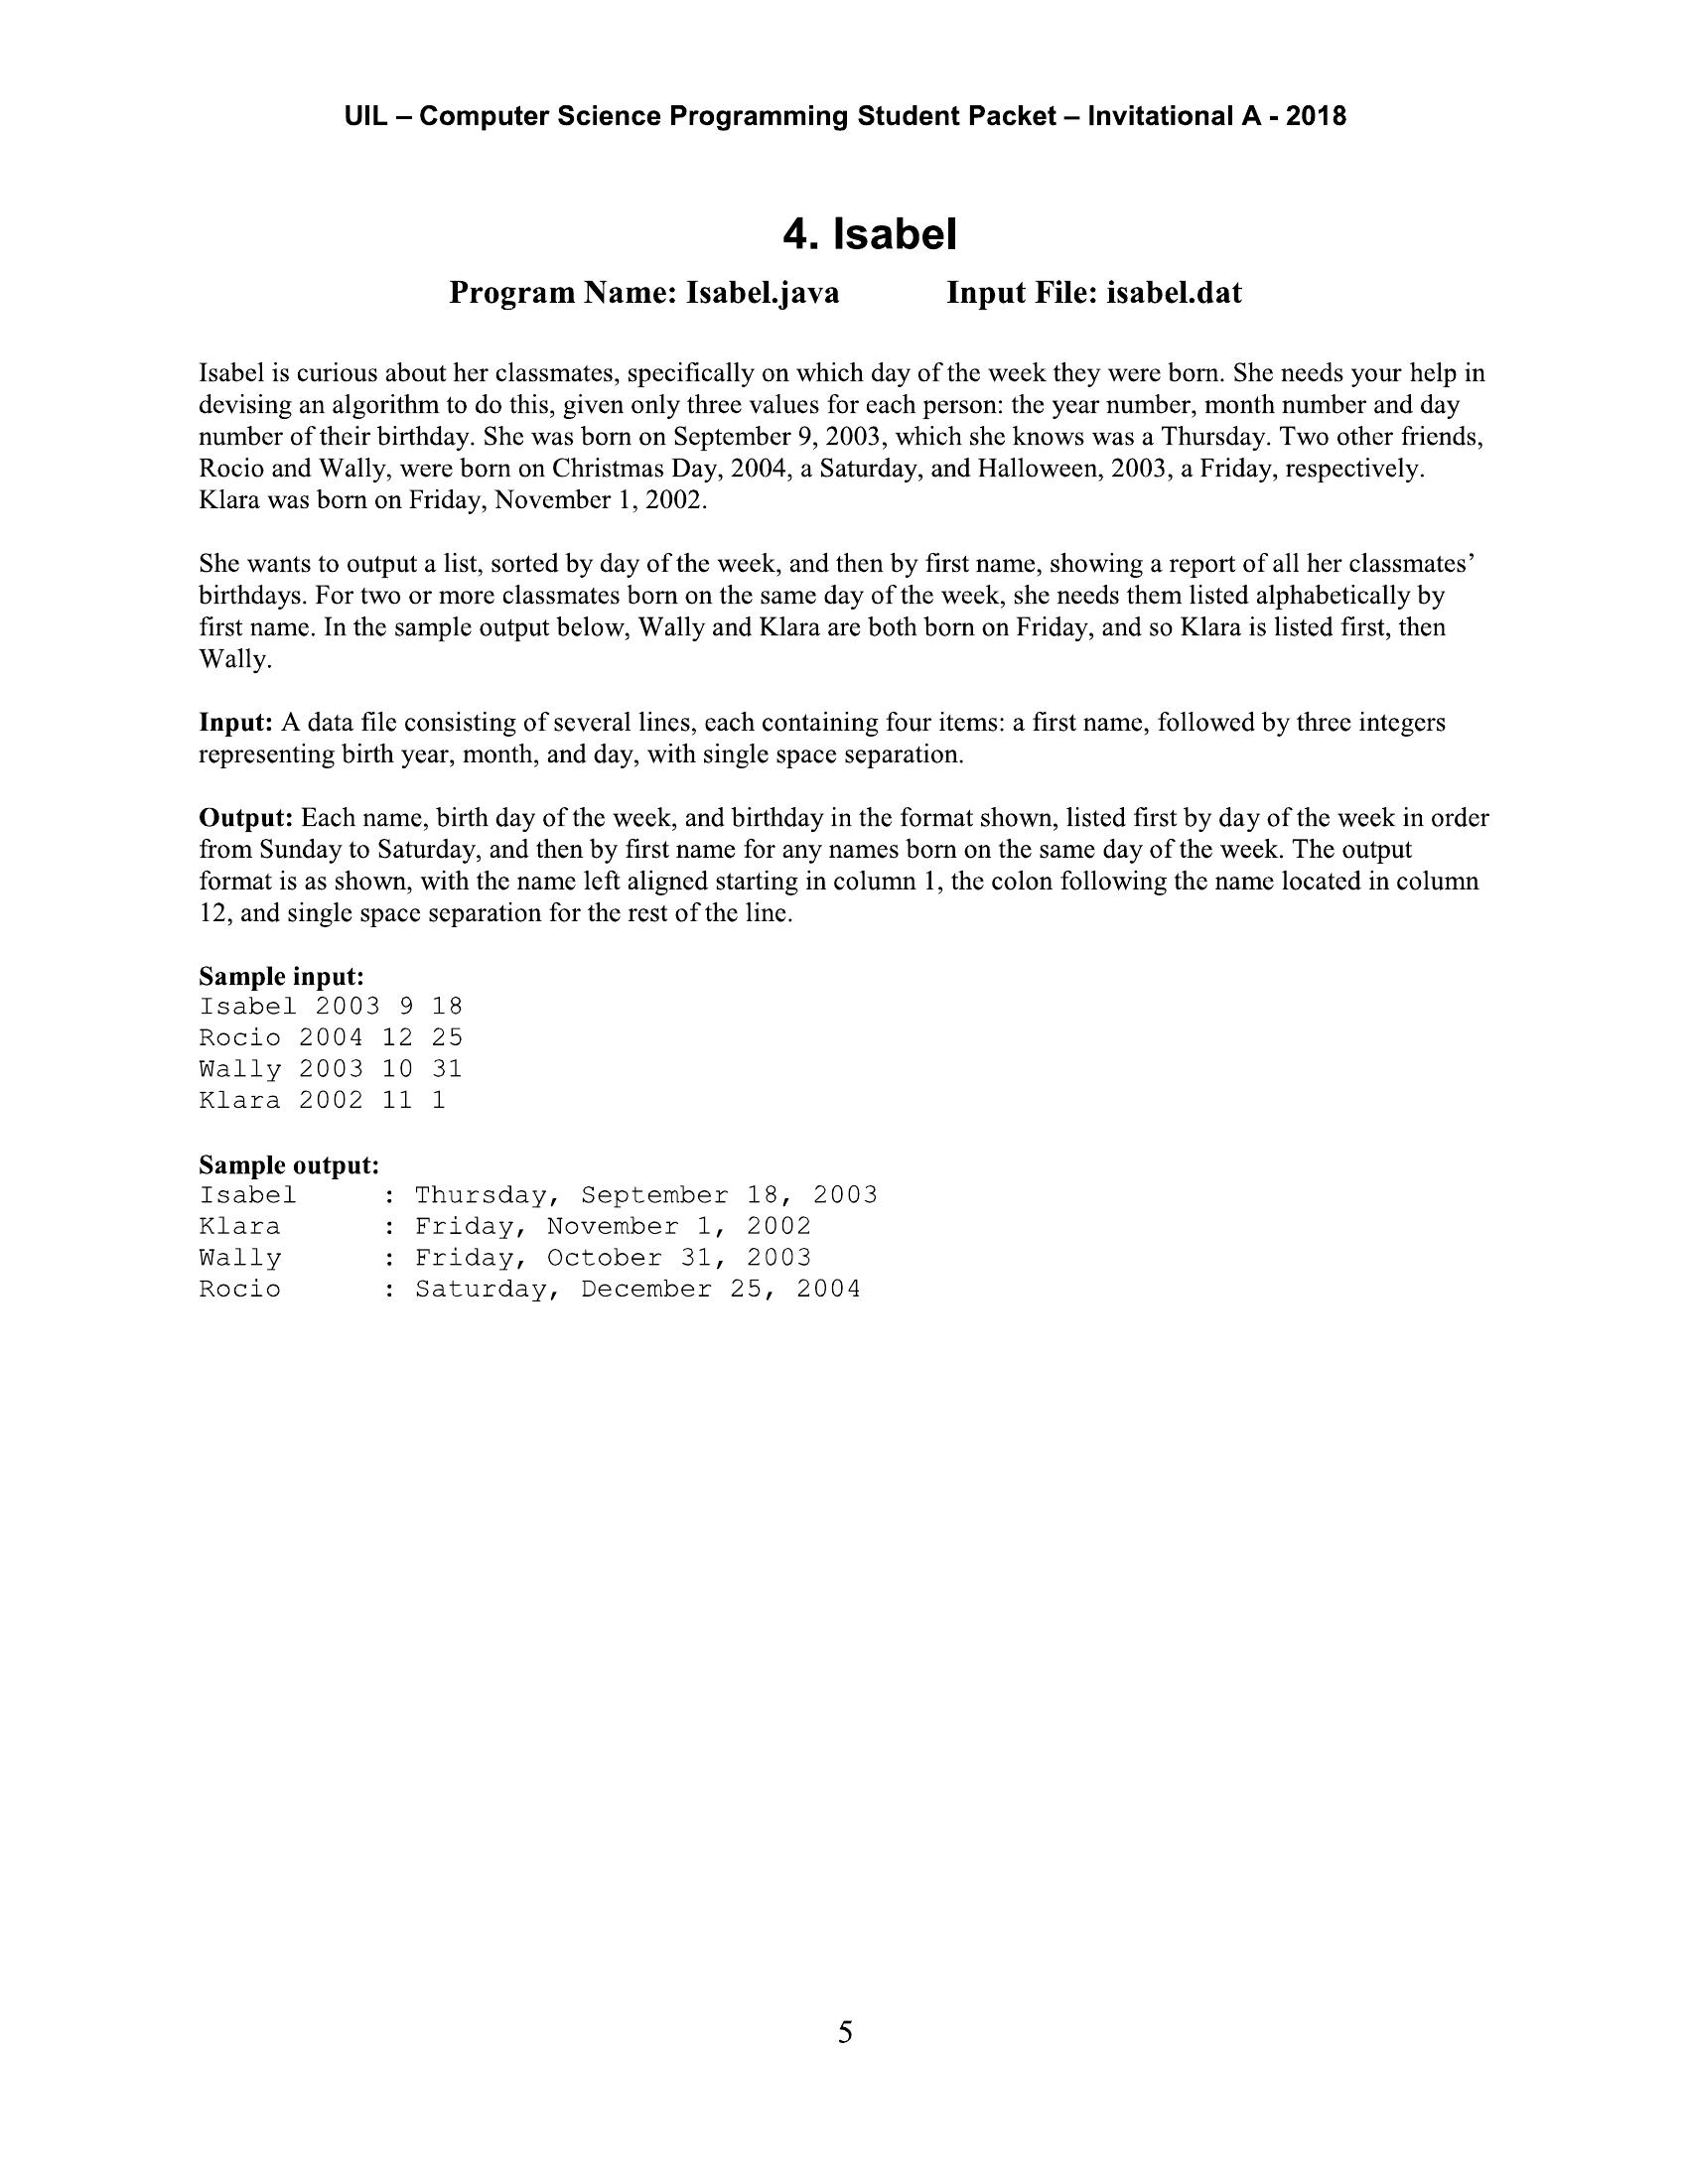 UIL – Computer Science Programming Student Packet – Invitational A - 2018
4. Isabel
Program Name: Isabel.java Input File: isabel.dat
Isabel is curious about her classmates, specifically on which day of the week they were born. She needs your help in
devising an algorithm to do this, given only three values for each person: the year number, month number and day
number of their birthday. She was born on September 9, 2003, which she knows was a Thursday. Two other friends,
Rocio and Wally, were born on Christmas Day, 2004, a Saturday, and Halloween, 2003, a Friday, respectively.
Klara was born on Friday, November 1, 2002.
She wants to output a list, sorted by day of the week, and then by first name, showing a report of all her classmates’
birthdays. For two or more classmates born on the same day of the week, she needs them listed alphabetically by
first name. In the sample output below, Wally and Klara are both born on Friday, and so Klara is listed first, then
Wally.
Input: A data file consisting of several lines, each containing four items: a first name, followed by three integers
representing birth year, month, and day, with single space separation.
Output: Each name, birth day of the week, and birthday in the format shown, listed first by day of the week in order
from Sunday to Saturday, and then by first name for any names born on the same day of the week. The output
format is as shown, with the name left aligned starting in column 1, the colon following the name located in column
12, and single space separation for the rest of the line.
Sample input:
Isabel 2003 9 18
Rocio 2004 12 25
Wally 2003 10 31
Klara 2002 11 1
Sample output:
Isabel     : Thursday, September 18, 2003
Klara      : Friday, November 1, 2002
Wally      : Friday, October 31, 2003
Rocio      : Saturday, December 25, 2004
5